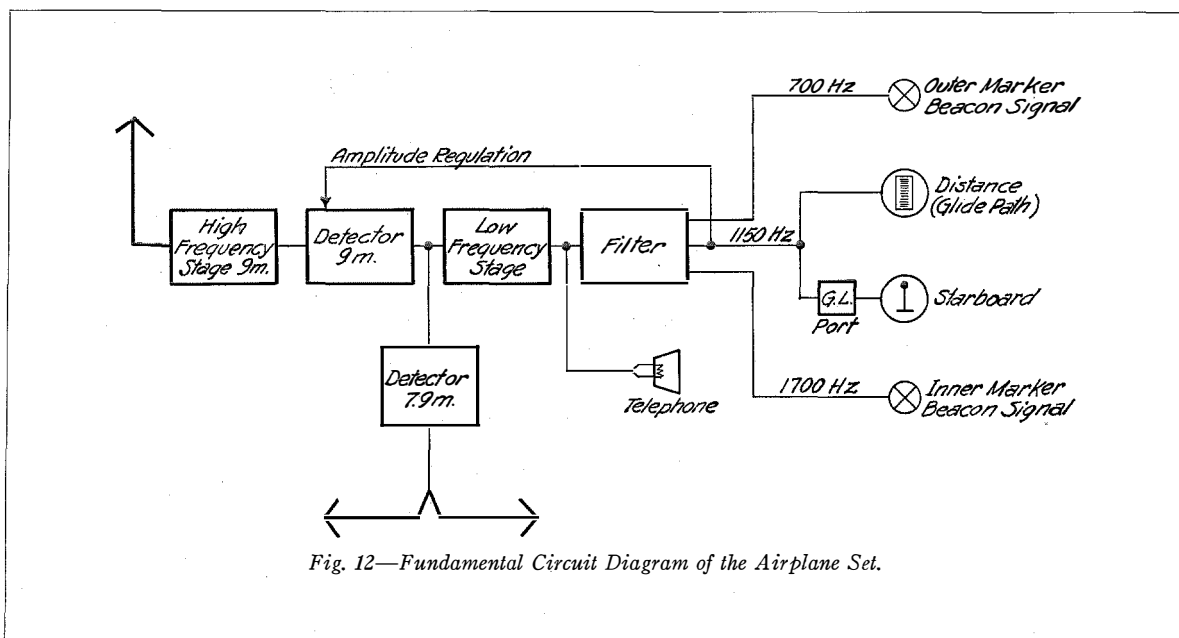 700 Hz
Outer Marker
Beacon Signal
Amplitude Regulation
High
Frequency
Stage 9m.
Detector
9m.
Low
Frequency
Stage
Filter
1150 Hz
Distance
(Glide Path)
G.L.
Port
Starboard
Detector
7.9m.
Telephone
1700 Hz
Inner Marker
Beacon Signal
Fig. 12—Fundamental Circuit Diagram of the Airplane Set.